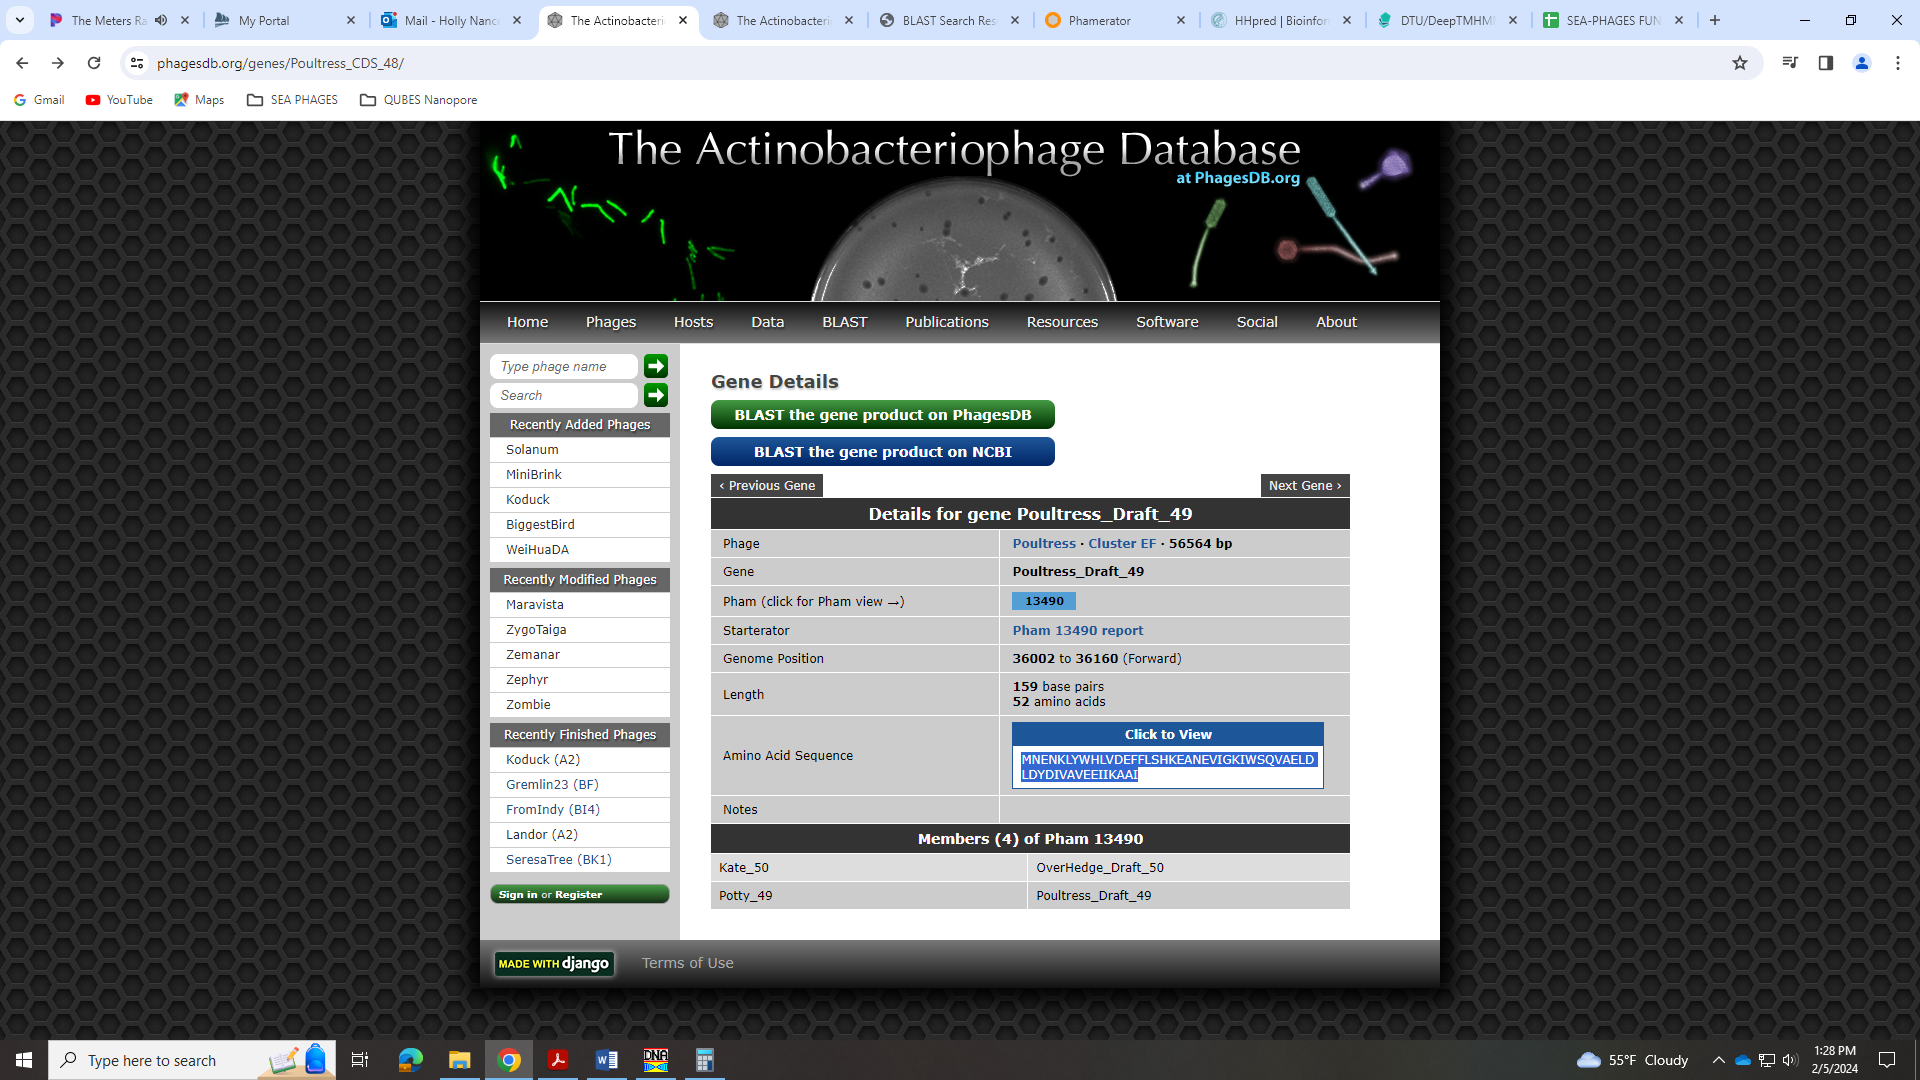 The Meters Ra
My Portal
Mail - Holly Nanc
The Actinobacteri
The Actinobacteri
BLAST Search Res
Phamerator
HHpred | Bioinfor
DTU/DeepTMHM
SEA-PHAGES FUN
phagesdb.org/genes/Poultress_CDS_48/
Gmail
YouTube
Maps
SEA PHAGES
QUBES Nanopore
The Actinobacteriophage Database
at PhagesDB.org
Home
Phages
Hosts
Data
BLAST
Publications
Resources
Software
Social
About
Type phage name
Search
Recently Added Phages
Solanum
MiniBrink
Koduck
BiggestBird
WeiHuaDA
Recently Modified Phages
Maravista
ZygoTaiga
Zemanar
Zephyr
Zombie
Recently Finished Phages
Koduck (A2)
Gremlin23 (BF)
FromIndy (BI4)
Landor (A2)
SeresaTree (BK1)
Sign in or Register
Gene Details
BLAST the gene product on PhagesDB
BLAST the gene product on NCBI
‹ Previous Gene
Next Gene ›
Details for gene Poultress_Draft_49
Phage
Poultress · Cluster EF · 56564 bp
Gene
Poultress_Draft_49
Pham (click for Pham view →)
13490
Starterator
Pham 13490 report
Genome Position
36002 to 36160 (Forward)
Length
159 base pairs
52 amino acids
Amino Acid Sequence
Click to View
MNENKLYWHLVDEFFLSHKEANEVIGKIWSQVAELD
LDYDIVAVEEIIKAAI
Notes
Members (4) of Pham 13490
Kate_50
OverHedge_Draft_50
Potty_49
Poultress_Draft_49
MADE WITH django
Terms of Use
Type here to search
DNA
55°F Cloudy
1:28 PM
2/5/2024